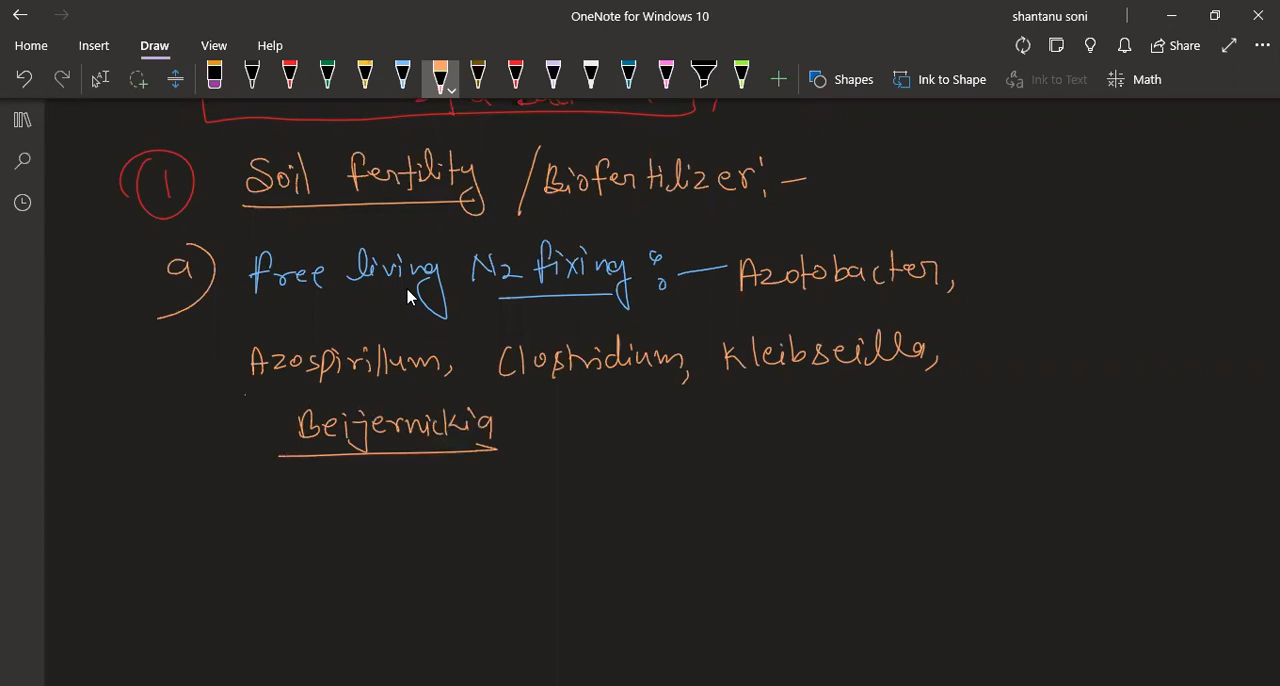 OneNote for Windows 10
shantanu soni
Home Insert Draw View Help
Share
Shapes Ink to Shape Ink to Text Math
1 Soil fertility /Biofertilizer:-
a) free living N2 fixing :- Azotobacter,
Azospirillum, Clostridium, Kleibseilla,
Beijernickia